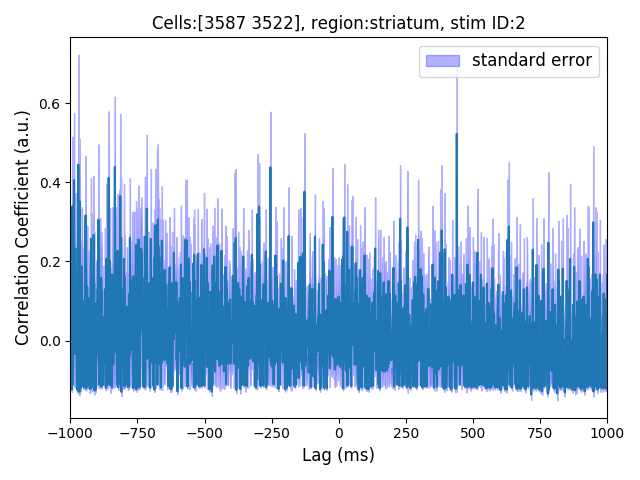 Cells:[3587 3522], region:striatum, stim ID:2
standard error
Correlation Coefficient (a.u.)
0.6
0.4
0.2
0.0
−1000 −750 −500 −250 0 250 500 750 1000
Lag (ms)